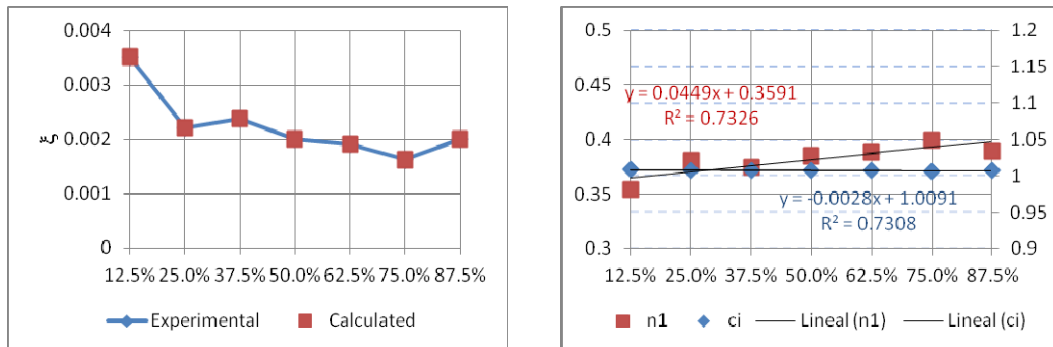 0.004
0.003
0.002
0.001
0
ξ
12.5% 25.0% 37.5% 50.0% 62.5% 75.0% 87.5%
Experimental Calculated
0.5
0.45
0.4
0.35
0.3
1.2
1.15
1.1
1.05
1
0.95
0.9
y = 0.0449x + 0.3591
R² = 0.7326
y = -0.0028x + 1.0091
R² = 0.7308
12.5% 25.0% 37.5% 50.0% 62.5% 75.0% 87.5%
n1 ci Lineal (n1) Lineal (ci)